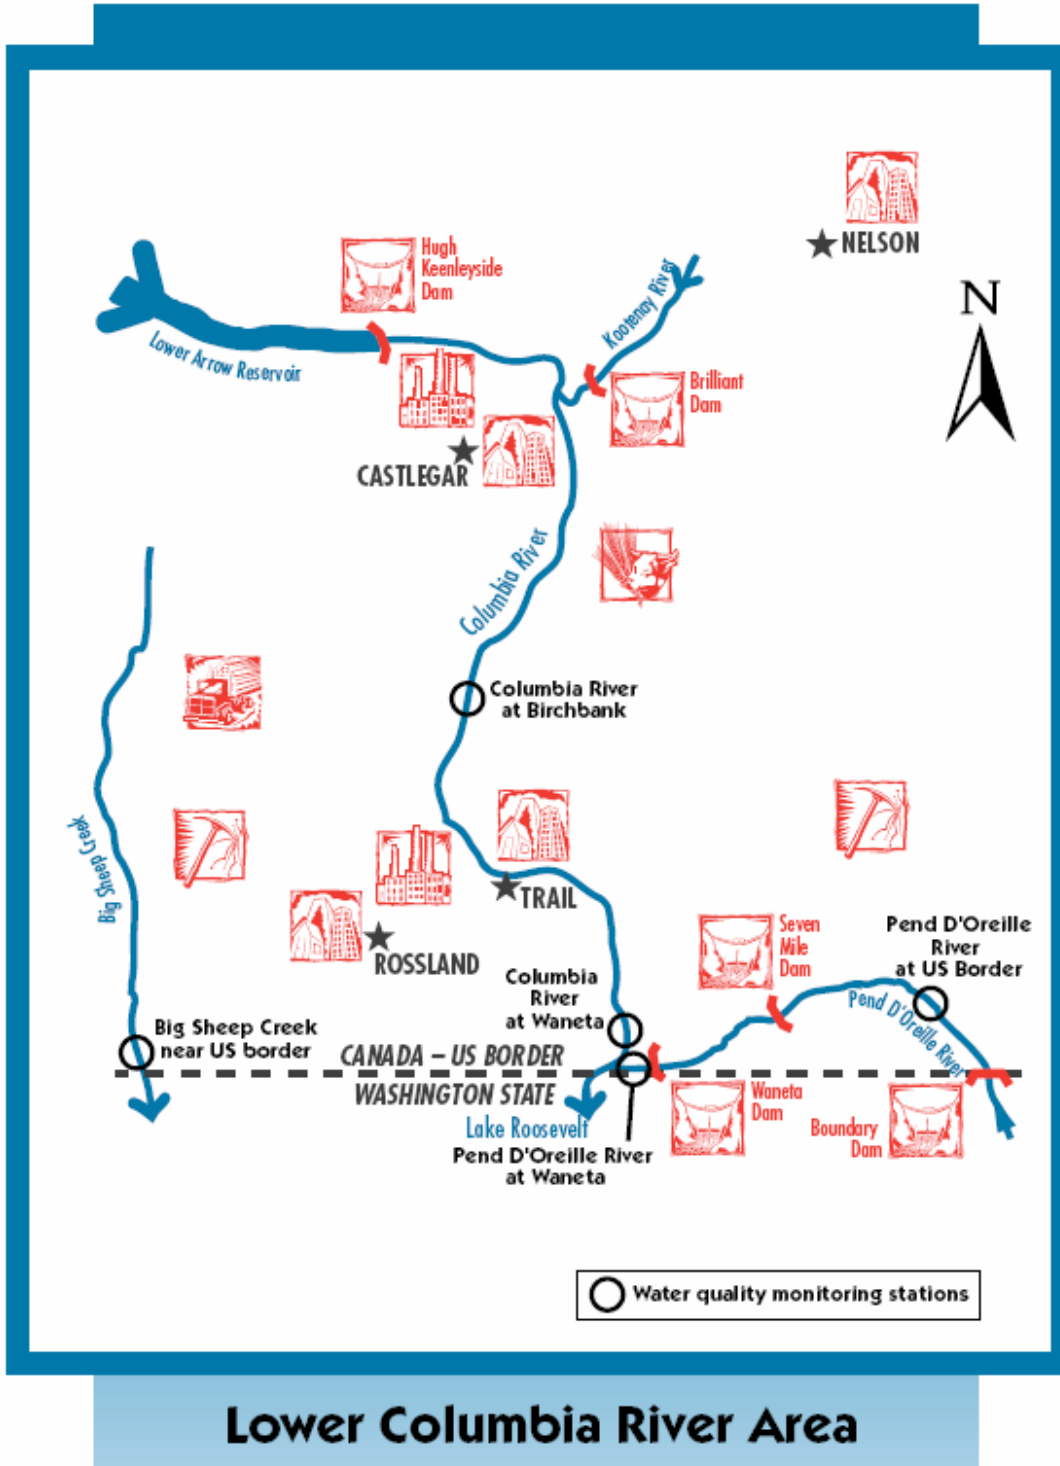 NELSON
Hugh
Keenleyside
Dam
N
Kootenay River
Lower Arrow Reservoir
Brilliant
Dam
CASTLEGAR
Columbia River
Columbia River
at Birchbank
Big Sheep Creek
TRAIL
ROSSLAND
Seven
Mile
Dam
Pend D'Oreille
River
at US Border
Columbia
River
at Waneta
Pend D'Oreille River
Big Sheep Creek
near US border
CANADA – US BORDER
WASHINGTON STATE
Lake Roosevelt
Waneta
Dam
Boundary
Dam
Pend D'Oreille River
at Waneta
Water quality monitoring stations
Lower Columbia River Area